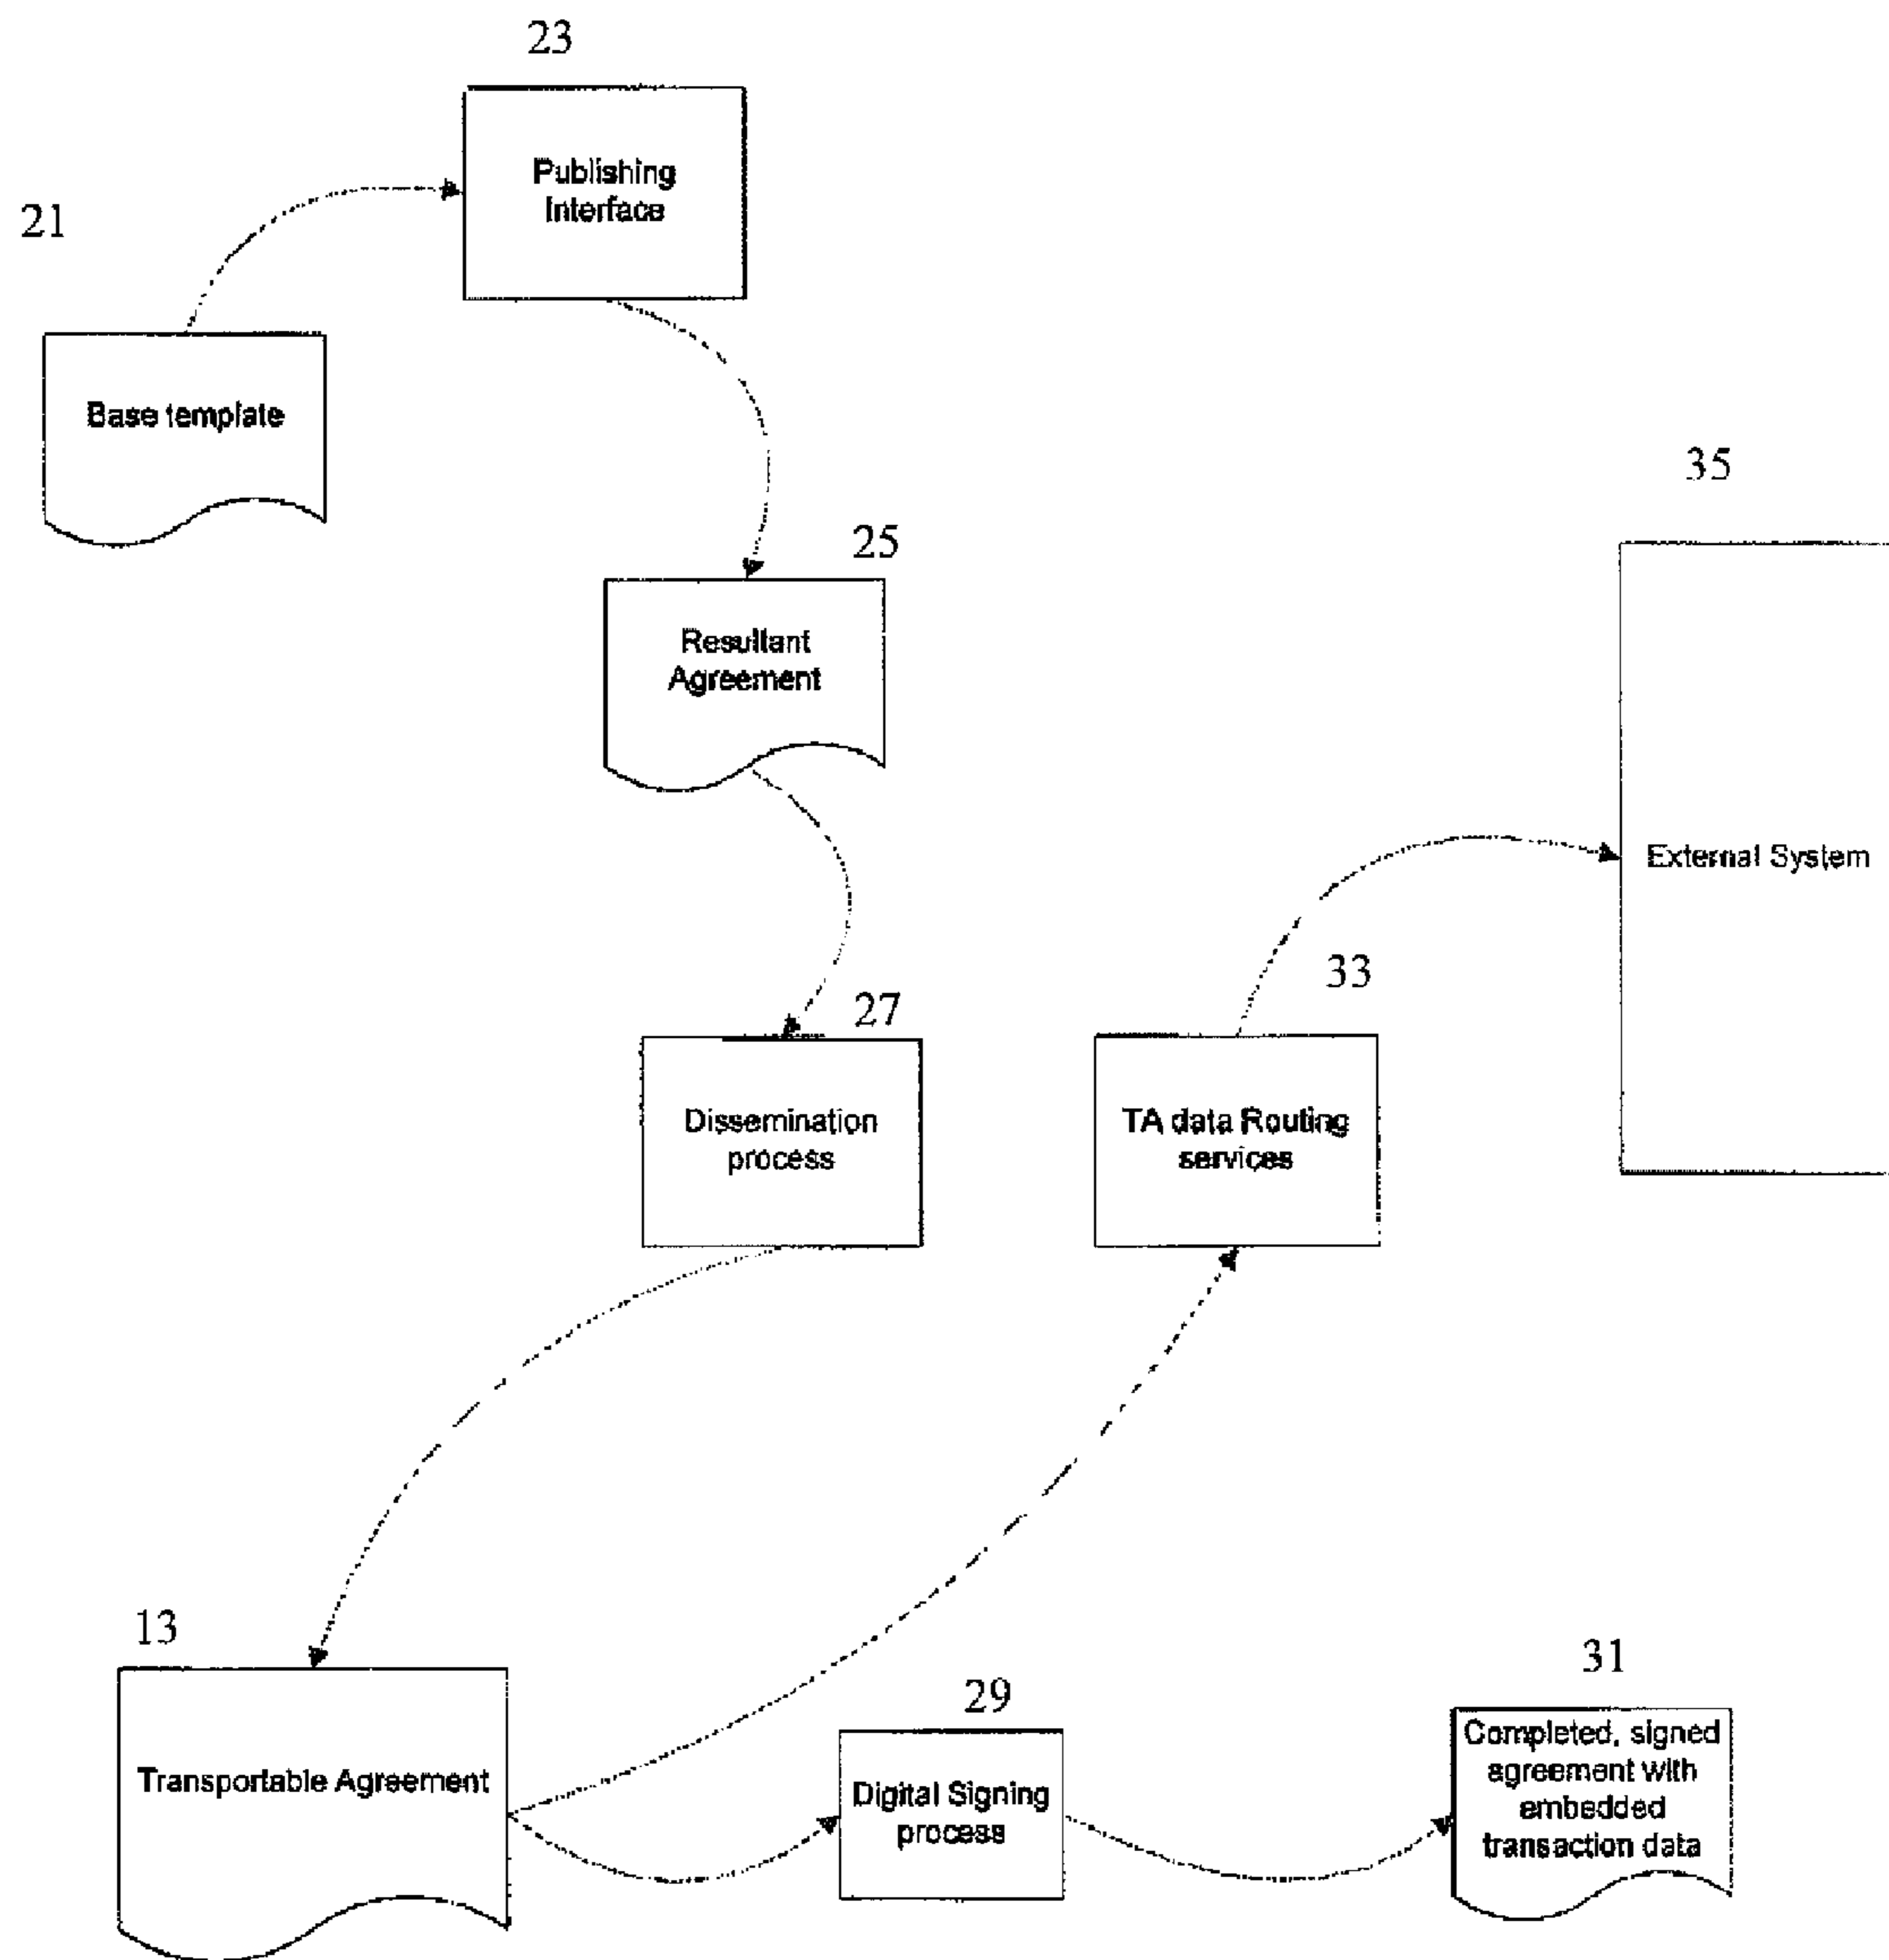 23
Publishing
Interface
21
Base template
25
Resultant
Agreement
35
External System
27
Dissemination
process
33
TA data Routing
services
13
Transportable Agreement
29
Digital Signing
process
31
Completed, signed
agreement with
embedded
transaction data